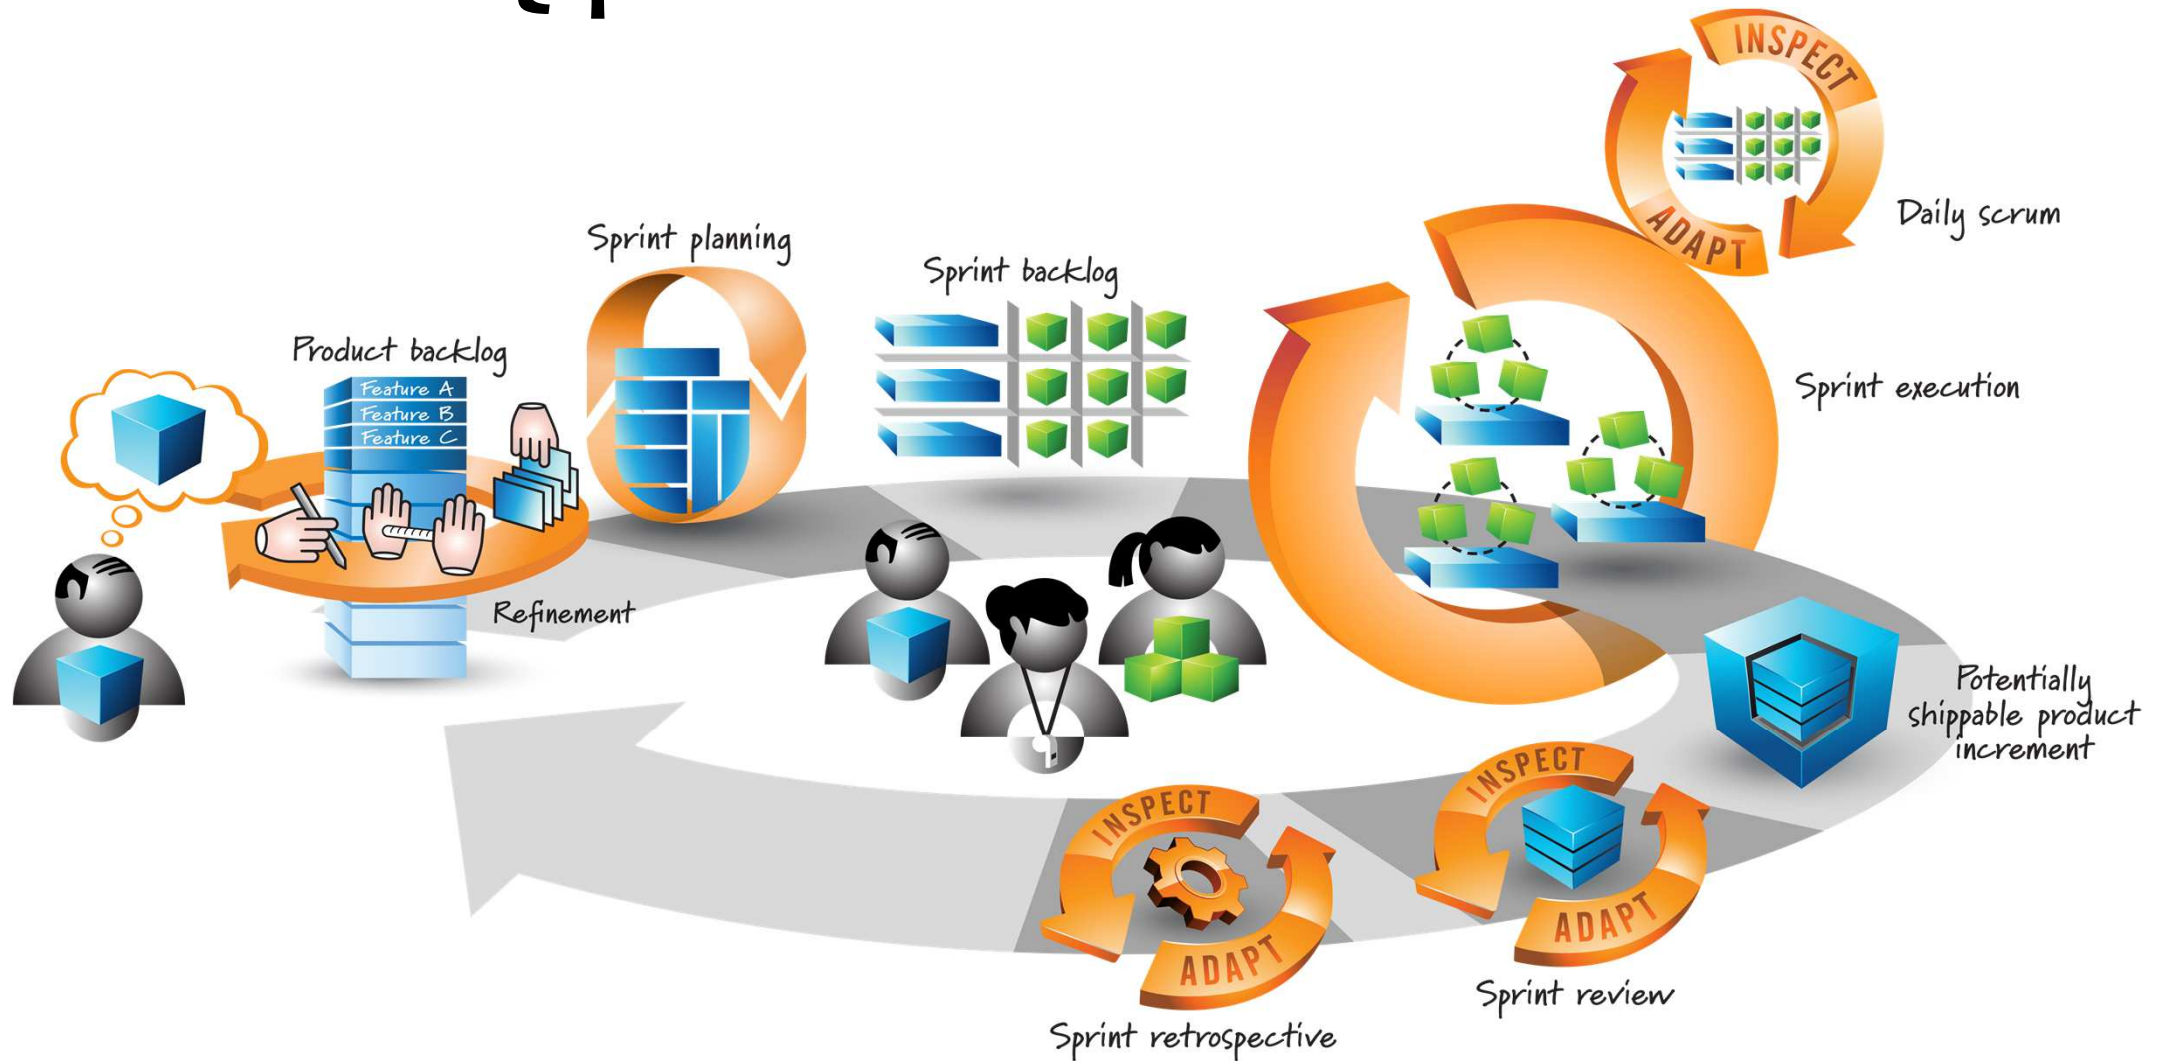 INSPECT
ADAPT
Daily scrum
Sprint planning
Sprint backlog
Product backlog
Feature A
Feature B
Feature C
Sprint execution
Refinement
Potentially
shippable product
increment
INSPECT
ADAPT
Sprint review
INSPECT
ADAPT
Sprint retrospective